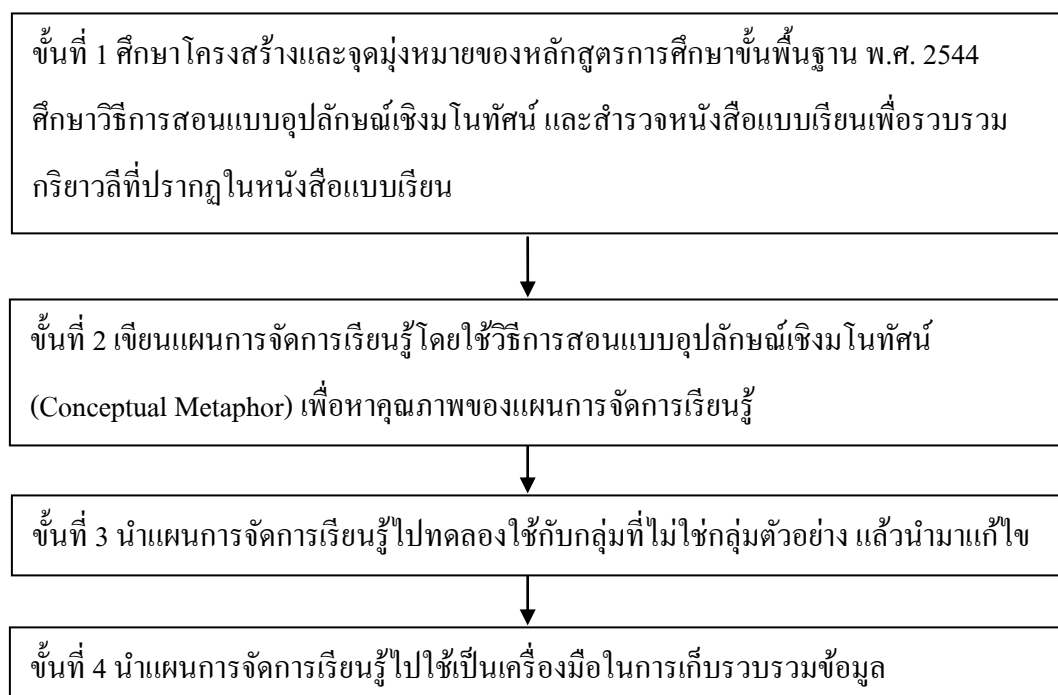 ขั้นที่ 1 ศึกษาโครงสร้างและจุดมุ่งหมายของหลักสูตรการศึกษาขั้นพื้นฐาน พ.ศ. 2544
ศึกษาวิธีการสอนแบบอุปลักษณ์เชิงมโนทัศน์ และสำรวจหนังสือแบบเรียนเพื่อรวบรวม
กริยาวลีที่ปรากฏในหนังสือแบบเรียน
ขั้นที่ 2 เขียนแผนการจัดการเรียนรู้โดยใช้วิธีการสอนแบบอุปลักษณ์เชิงมโนทัศน์
(Conceptual Metaphor) เพื่อหาคุณภาพของแผนการจัดการเรียนรู้
ขั้นที่ 3 นำแผนการจัดการเรียนรู้ไปทดลองใช้กับกลุ่มที่ไม่ใช่กลุ่มตัวอย่าง แล้วนำมาแก้ไข
ขั้นที่ 4 นำแผนการจัดการเรียนรู้ไปใช้เป็นเครื่องมือในการเก็บรวบรวมข้อมูล